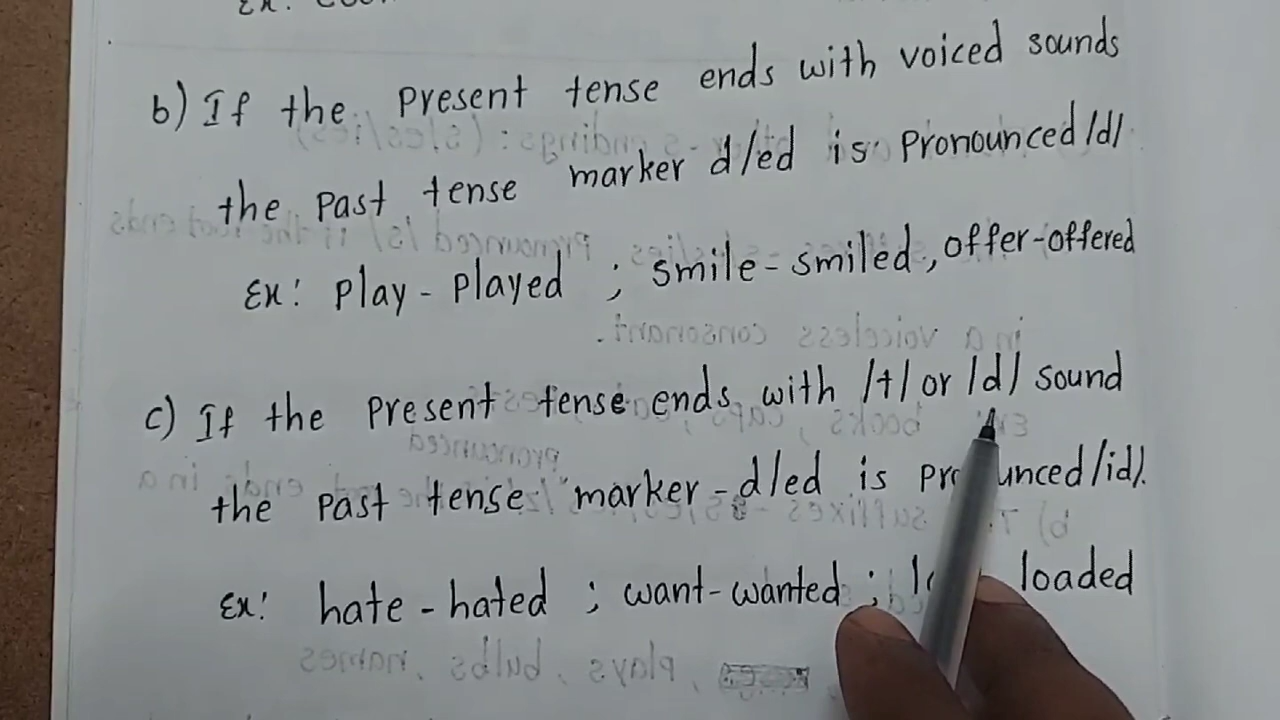 Ex:
b) If the present tense ends with voiced sounds
the past tense marker d/ed is pronounced /d/
Ex: play - played ; smile - smiled, offer-offered
c) If the present tense ends with /t/ or /d/ sound
the past tense marker - d/ed is pronounced /id/.
Ex: hate - hated ; want - wanted ; loaded